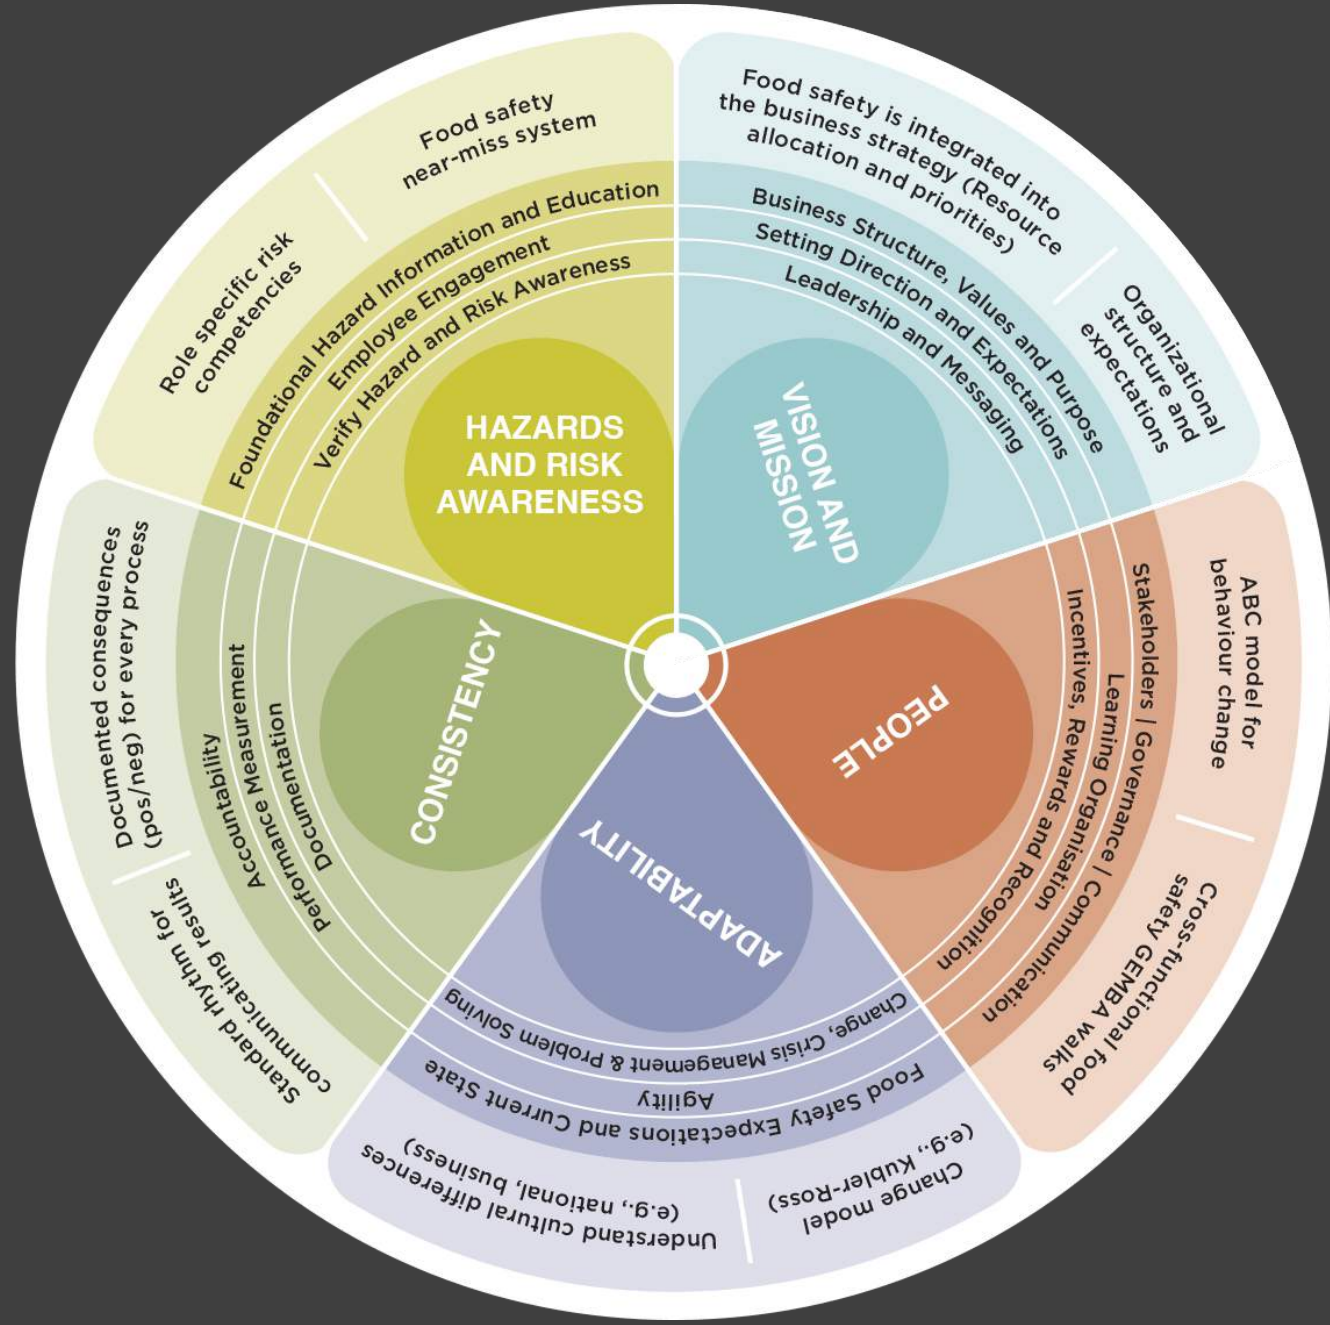 Food safety is integrated into
the business strategy (Resource
allocation and priorities)
Organizational
structure and
expectations
Business Structure, Values and Purpose
Setting Direction and Expectations
Leadership and Messaging
VISION AND
MISSION
ABC model for
behaviour change
Cross-functional food
safety GEMBA walks
Stakeholders | Governance | Communication
Learning Organisation
Incentives, Rewards and Recognition
PEOPLE
Change model
(e.g., Kubler-Ross)
Understand cultural differences
(e.g., national, business)
Food Safety Expectations and Current State
Agility
Change, Crisis Management & Problem Solving
ADAPTABILITY
Standard rhythm for
communicating results
Documented consequences
(pos/neg) for every process
Accountability
Performance Measurement
Documentation
CONSISTENCY
Role specific risk
competencies
Food safety
near-miss system
Foundational Hazard Information and Education
Employee Engagement
Verify Hazard and Risk Awareness
HAZARDS
AND RISK
AWARENESS